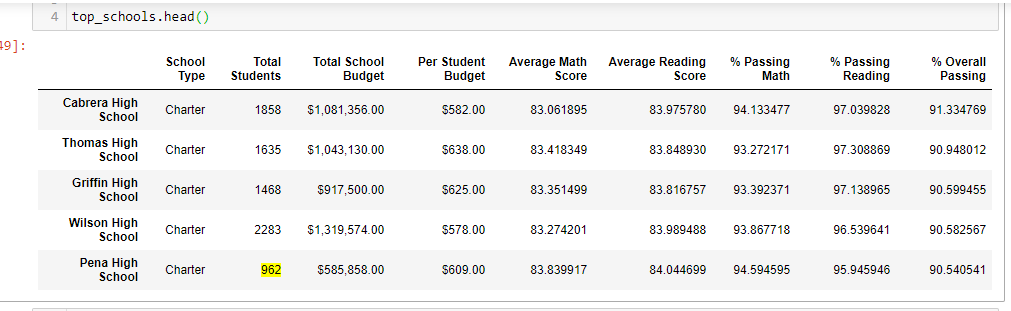 4 top_schools.head()
49]:
School Type Total Students Total School Budget Per Student Budget Average Math Score Average Reading Score % Passing Math % Passing Reading % Overall Passing
Cabrera High School Charter 1858 $1,081,356.00 $582.00 83.061895 83.975780 94.133477 97.039828 91.334769
Thomas High School Charter 1635 $1,043,130.00 $638.00 83.418349 83.848930 93.272171 97.308869 90.948012
Griffin High School Charter 1468 $917,500.00 $625.00 83.351499 83.816757 93.392371 97.138965 90.599455
Wilson High School Charter 2283 $1,319,574.00 $578.00 83.274201 83.989488 93.867718 96.539641 90.582567
Pena High School Charter 962 $585,858.00 $609.00 83.839917 84.044699 94.594595 95.945946 90.540541